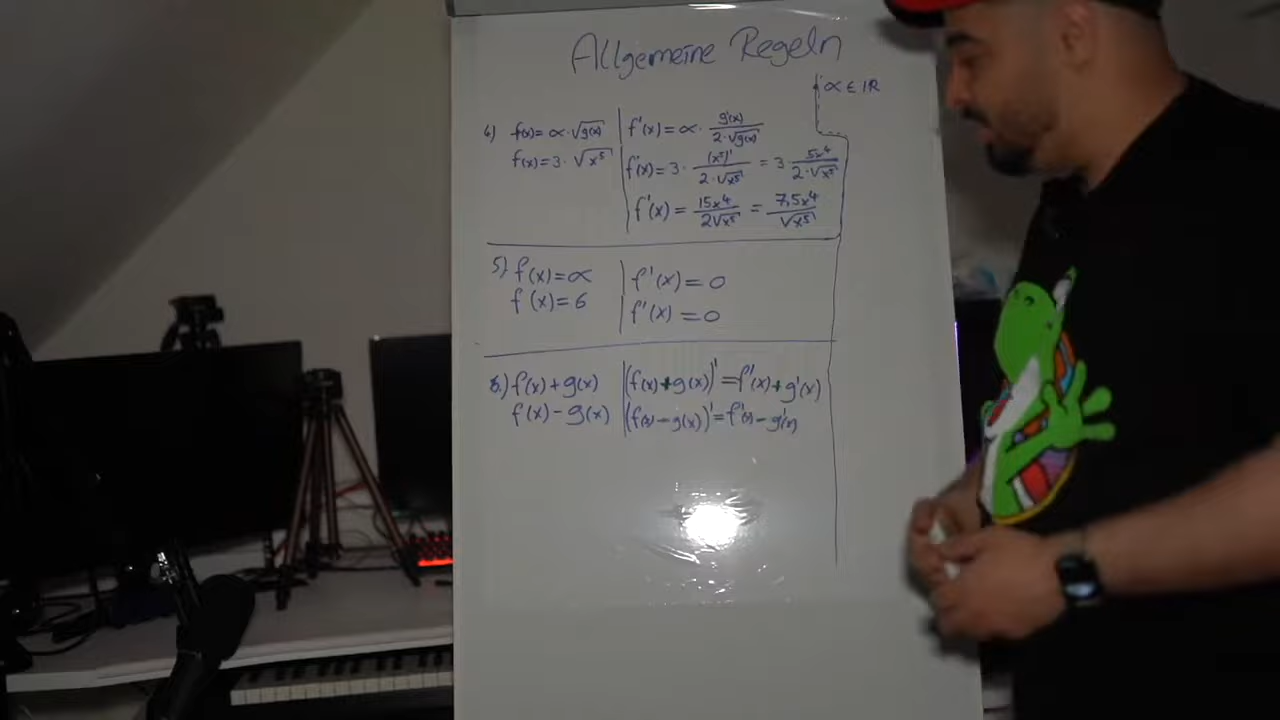 Allgemeine Regeln
α ∈ ℝ
4) f(x) = α · √g(x) | f'(x) = α · g'(x) / 2·√g(x)
f(x) = 3 · √x⁵ | f'(x) = 3 · (x⁵)' / 2·√x⁵ = 3 · 5x⁴ / 2·√x⁵
f'(x) = 15x⁴ / 2√x⁵ = 7,5x⁴ / √x⁵
5) f(x) = α | f'(x) = 0
f(x) = 6 | f'(x) = 0
6.) f(x) + g(x) | (f(x) + g(x))' = f'(x) + g'(x)
f(x) - g(x) | (f(x) - g(x))' = f'(x) - g'(x)